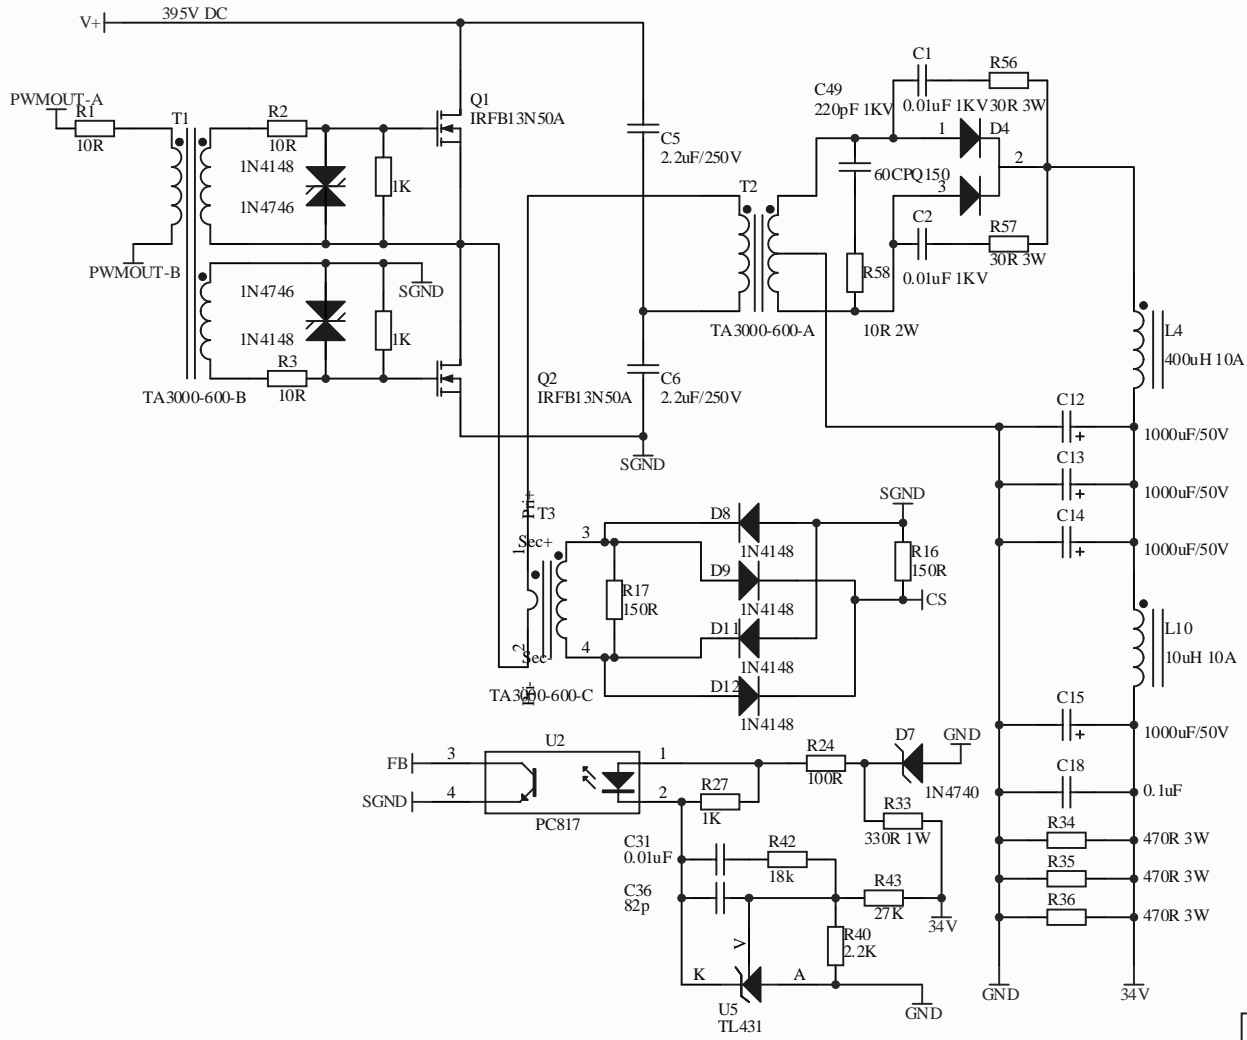 V+
395V DC
PWMOUT-A
R1
10R
T1
R2
10R
1N4148
1N4746
1K
Q1
IRFB13N50A
PWMOUT-B
1N4746
1N4148
SGND
1K
R3
10R
TA3000-600-B
Q2
IRFB13N50A
C5
2.2uF/250V
C6
2.2uF/250V
SGND
T2
TA3000-600-A
C49
220pF 1KV
C1
0.01uF 1KV
R56
30R 3W
1
D4
2
60CPQ150
3
C2
0.01uF 1KV
R57
30R 3W
R58
10R 2W
L4
400uH 10A
C12
1000uF/50V
C13
1000uF/50V
C14
1000uF/50V
L10
10uH 10A
C15
1000uF/50V
C18
0.1uF
R34
470R 3W
R35
470R 3W
R36
470R 3W
GND
34V
Pri+
T3
1
Sec+
3
2
Sec-
4
Pri-
TA3000-600-C
R17
150R
D8
1N4148
D9
1N4148
D11
1N4148
D12
1N4148
SGND
R16
150R
CS
FB
3
SGND
4
U2
PC817
1
2
R27
1K
R24
100R
D7
1N4740
GND
R33
330R 1W
C31
0.01uF
R42
18k
C36
82p
R43
27K
34V
R40
2.2K
V
K
A
U5
TL431
GND